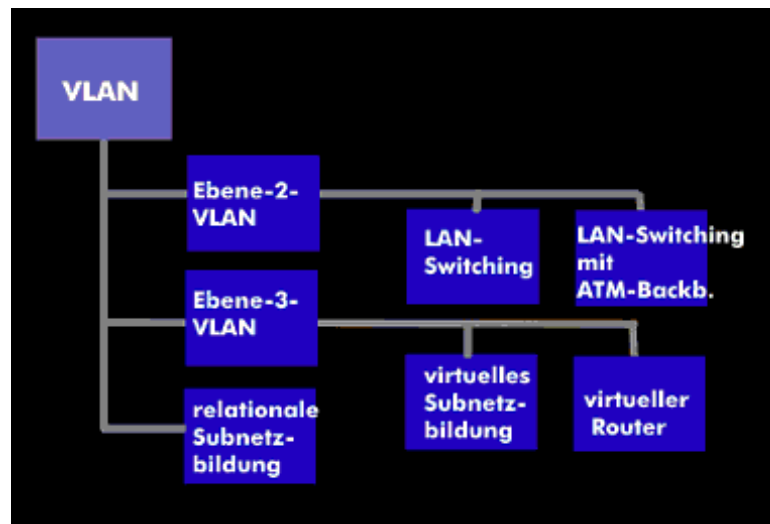 VLAN
Ebene-2-
VLAN
LAN-
Switching
LAN-Switching
mit
ATM-Backb.
Ebene-3-
VLAN
virtuelles
Subnetz-
bildung
virtueller
Router
relationale
Subnetz-
bildung